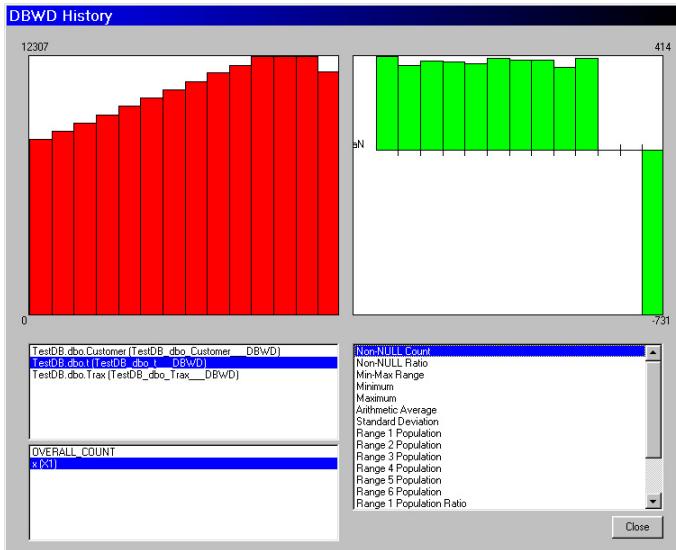 DBWD History
12307
414
aN
0
-731
TestDB.dbo.Customer (TestDB_dbo_Customer___DBWD)
TestDB.dbo.t (TestDB_dbo_t___DBWD)
TestDB.dbo.Trax (TestDB_dbo_Trax___DBWD)
OVERALL_COUNT
x (X1)
Non-NULL Count
Non-NULL Ratio
Min-Max Range
Minimum
Maximum
Arithmetic Average
Standard Deviation
Range 1 Population
Range 2 Population
Range 3 Population
Range 4 Population
Range 5 Population
Range 6 Population
Range 1 Population Ratio
Close